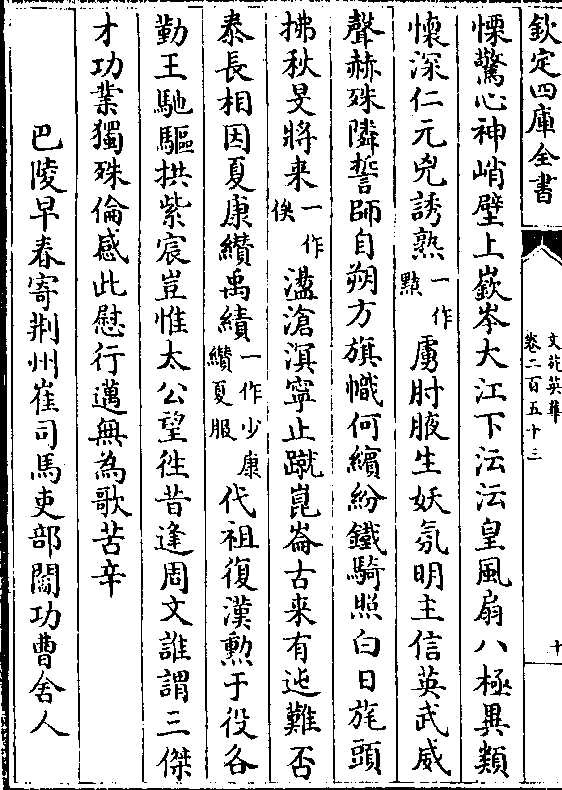 欽定四庫全書
文苑英華
卷二百五十三
十
慄驚心神峭壁上嶔岑大江下沄沄皇風扇八極異類
懷深仁元兇誘熟一作黠虜肘腋生妖氛明主信英武威
聲赫殊隣誓師自朔方旗幟何繽紛鐵騎照白日旄頭
拂秋旻將来一作俟盪滄溟寧止蹴崑崙古来有迍難否
泰長相因夏康纘禹績一作少康纘夏服代祖復漢勲于役各
勤王馳驅拱紫宸豈惟太公望徃昔逢周文誰謂三傑
才功業獨殊倫感此慰行邁無為歌苦辛
巴陵早春寄荆州崔司馬吏部閻功曹舍人